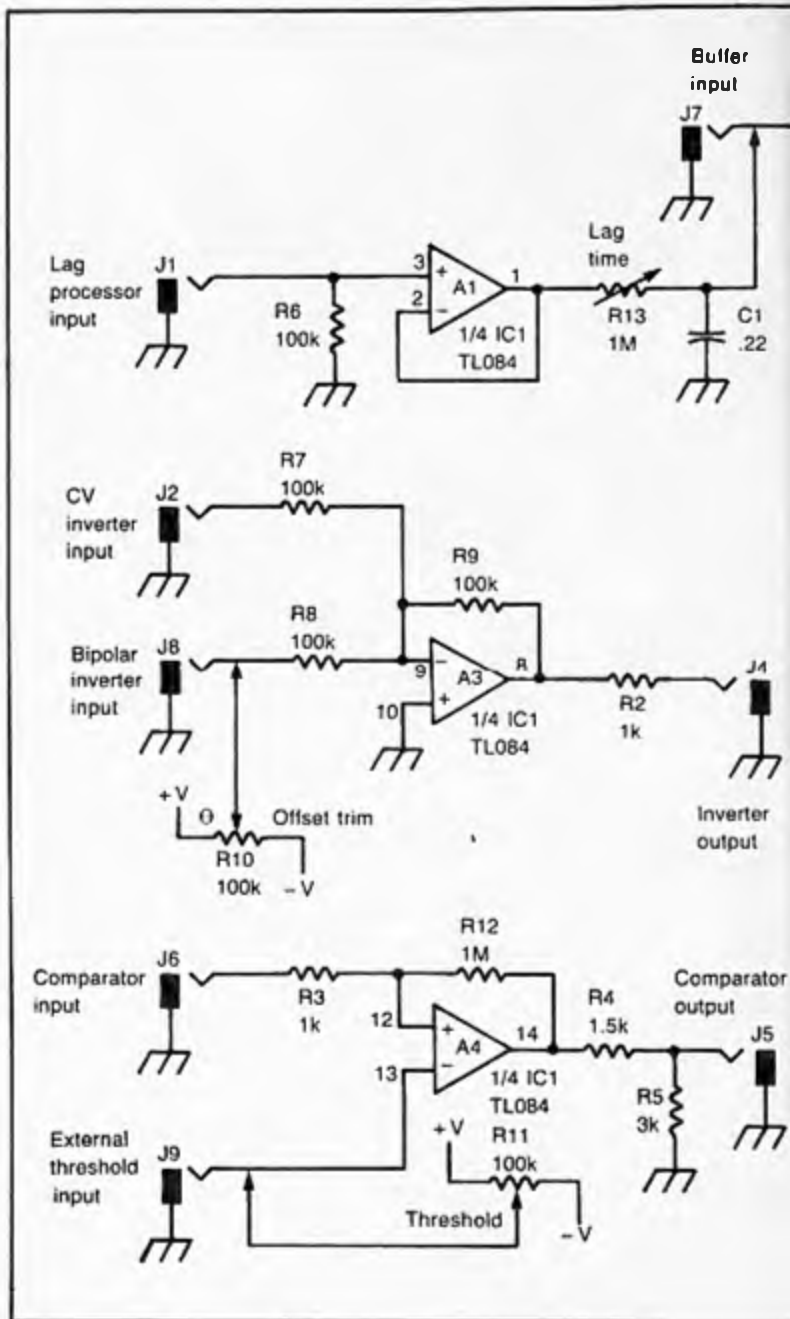 Buffer
input
J7
Lag
processor
input
J1
R6
100k
3
+
2
−
A1
1
1/4 IC1
TL084
Lag
time
R13
1M
C1
.22
CV
inverter
input
J2
R7
100k
R9
100k
Bipolar
inverter
input
J8
R8
100k
9
−
10
+
A3
R
1/4 IC1
TL084
R2
1k
J4
Inverter
output
+V
Θ
Offset trim
R10
100k
−V
Comparator
input
J6
R3
1k
R12
1M
12
+
13
−
A4
14
1/4 IC1
TL084
R4
1.5k
Comparator
output
J5
R5
3k
External
threshold
input
J9
+V
R11
100k
Threshold
−V